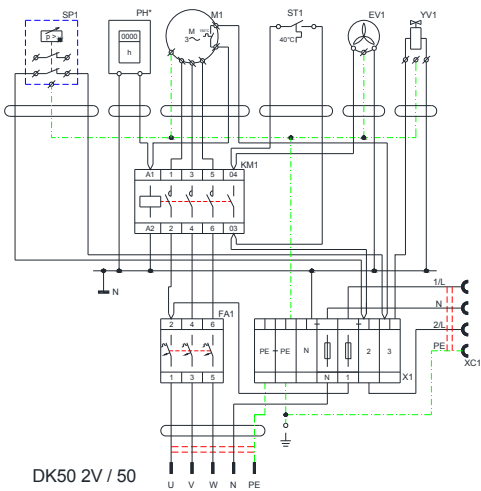 SP1 PH* M1 ST1 EV1 YV1
p >
0000
h
M
3~
40°C
KM1
A1 1 3 5 04
A2 2 4 6 03
N
FA1
2 4 6
1 3 5
PE PE N 2 3
N 1
X1
1/L
N
2/L
PE
XC1
DK50 2V / 50
U V W N PE